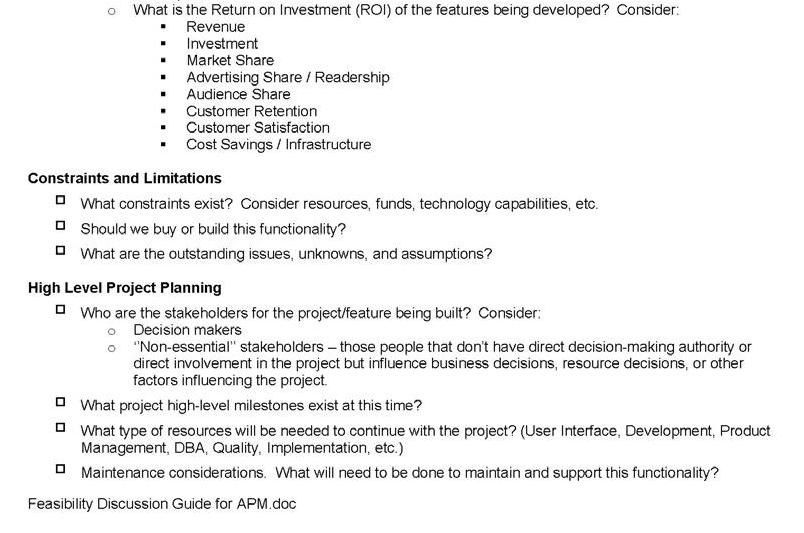 o What is the Return on Investment (ROI) of the features being developed?  Consider:
▪ Revenue
▪ Investment
▪ Market Share
▪ Advertising Share / Readership
▪ Audience Share
▪ Customer Retention
▪ Customer Satisfaction
▪ Cost Savings / Infrastructure
Constraints and Limitations
☐ What constraints exist?  Consider resources, funds, technology capabilities, etc.
☐ Should we buy or build this functionality?
☐ What are the outstanding issues, unknowns, and assumptions?
High Level Project Planning
☐ Who are the stakeholders for the project/feature being built?  Consider:
o Decision makers
o "Non-essential" stakeholders – those people that don't have direct decision-making authority or
direct involvement in the project but influence business decisions, resource decisions, or other
factors influencing the project.
☐ What project high-level milestones exist at this time?
☐ What type of resources will be needed to continue with the project? (User Interface, Development, Product
Management, DBA, Quality, Implementation, etc.)
☐ Maintenance considerations.  What will need to be done to maintain and support this functionality?
Feasibility Discussion Guide for APM.doc